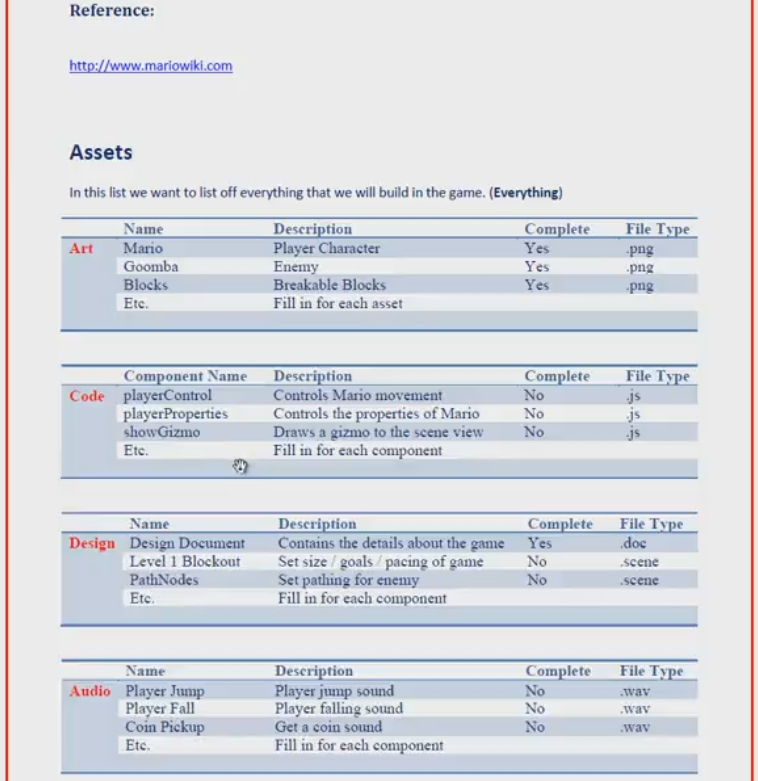 Reference:
http://www.mariowiki.com
Assets
In this list we want to list off everything that we will build in the game. (Everything)
Name Description Complete File Type
Art Mario Player Character Yes .png
Goomba Enemy Yes .png
Blocks Breakable Blocks Yes .png
Etc. Fill in for each asset
Component Name Description Complete File Type
Code playerControl Controls Mario movement No .js
playerProperties Controls the properties of Mario No .js
showGizmo Draws a gizmo to the scene view No .js
Etc. Fill in for each component
Name Description Complete File Type
Design Design Document Contains the details about the game Yes .doc
Level 1 Blockout Set size / goals / pacing of game No .scene
PathNodes Set pathing for enemy No .scene
Etc. Fill in for each component
Name Description Complete File Type
Audio Player Jump Player jump sound No .wav
Player Fall Player falling sound No .wav
Coin Pickup Get a coin sound No .wav
Etc. Fill in for each component